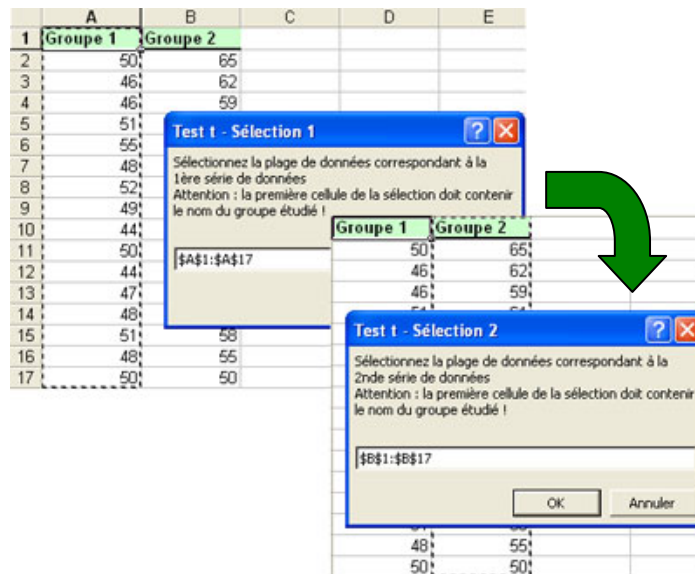 A B C D E
1 Groupe 1 Groupe 2
2 50 65
3 46 62
4 46 59
5 51
6 55
7 48
8 52
9 49
10 44
11 50
12 44
13 47
14 48
15 51 58
16 48 55
17 50 50
Test t - Sélection 1
Sélectionnez la plage de données correspondant à la
1ère série de données
Attention : la première cellule de la sélection doit contenir
le nom du groupe étudié !
$A$1:$A$17
Groupe 1 Groupe 2
50 65
46 62
46 59
Test t - Sélection 2
Sélectionnez la plage de données correspondant à la
2nde série de données
Attention : la première cellule de la sélection doit contenir
le nom du groupe étudié !
$B$1:$B$17
OK Annuler
48 55
50 50